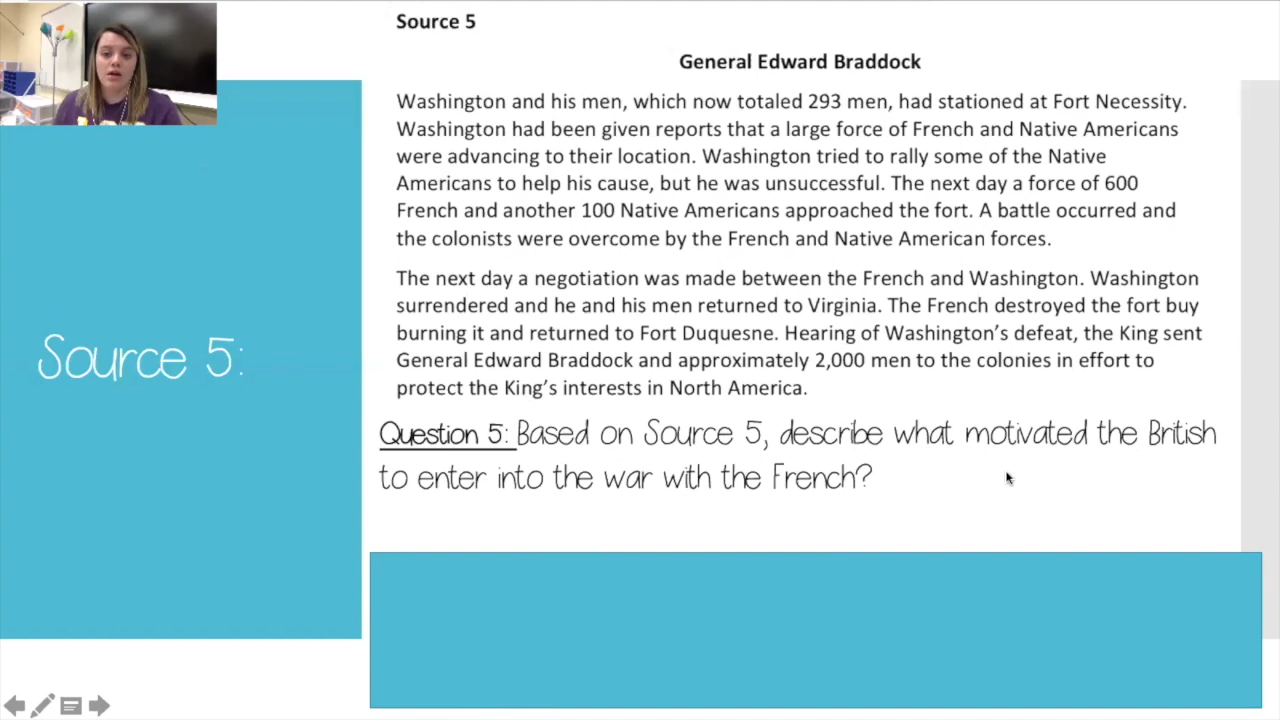 Source 5
General Edward Braddock
Washington and his men, which now totaled 293 men, had stationed at Fort Necessity.
Washington had been given reports that a large force of French and Native Americans
were advancing to their location. Washington tried to rally some of the Native
Americans to help his cause, but he was unsuccessful. The next day a force of 600
French and another 100 Native Americans approached the fort. A battle occurred and
the colonists were overcome by the French and Native American forces.
The next day a negotiation was made between the French and Washington. Washington
surrendered and he and his men returned to Virginia. The French destroyed the fort buy
burning it and returned to Fort Duquesne. Hearing of Washington's defeat, the King sent
General Edward Braddock and approximately 2,000 men to the colonies in effort to
protect the King's interests in North America.
Source 5:
Question 5: Based on Source 5, describe what motivated the British
to enter into the war with the French?